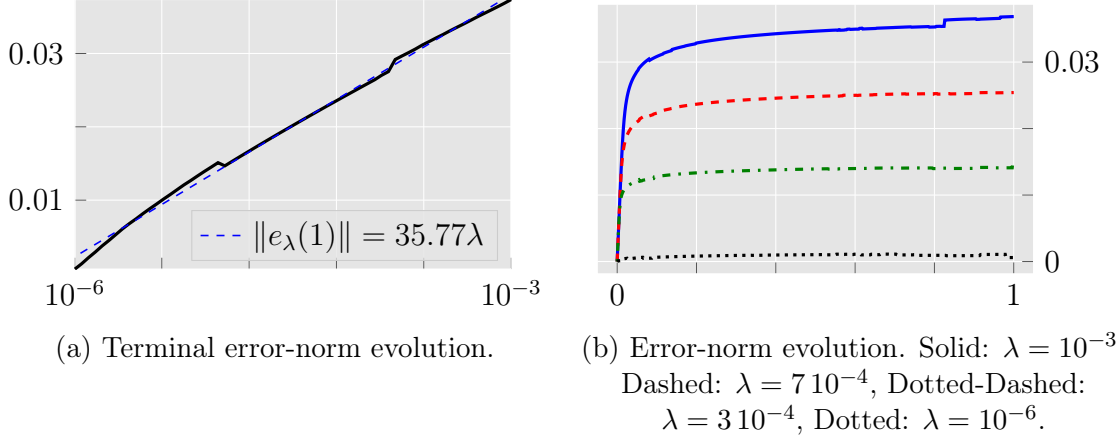 0.03
0.01
‖e_λ(1)‖ = 35.77λ
10⁻⁶
10⁻³
(a) Terminal error-norm evolution.
0.03
0
0
1
(b) Error-norm evolution. Solid: λ = 10⁻³
Dashed: λ = 7 10⁻⁴, Dotted-Dashed:
λ = 3 10⁻⁴, Dotted: λ = 10⁻⁶.